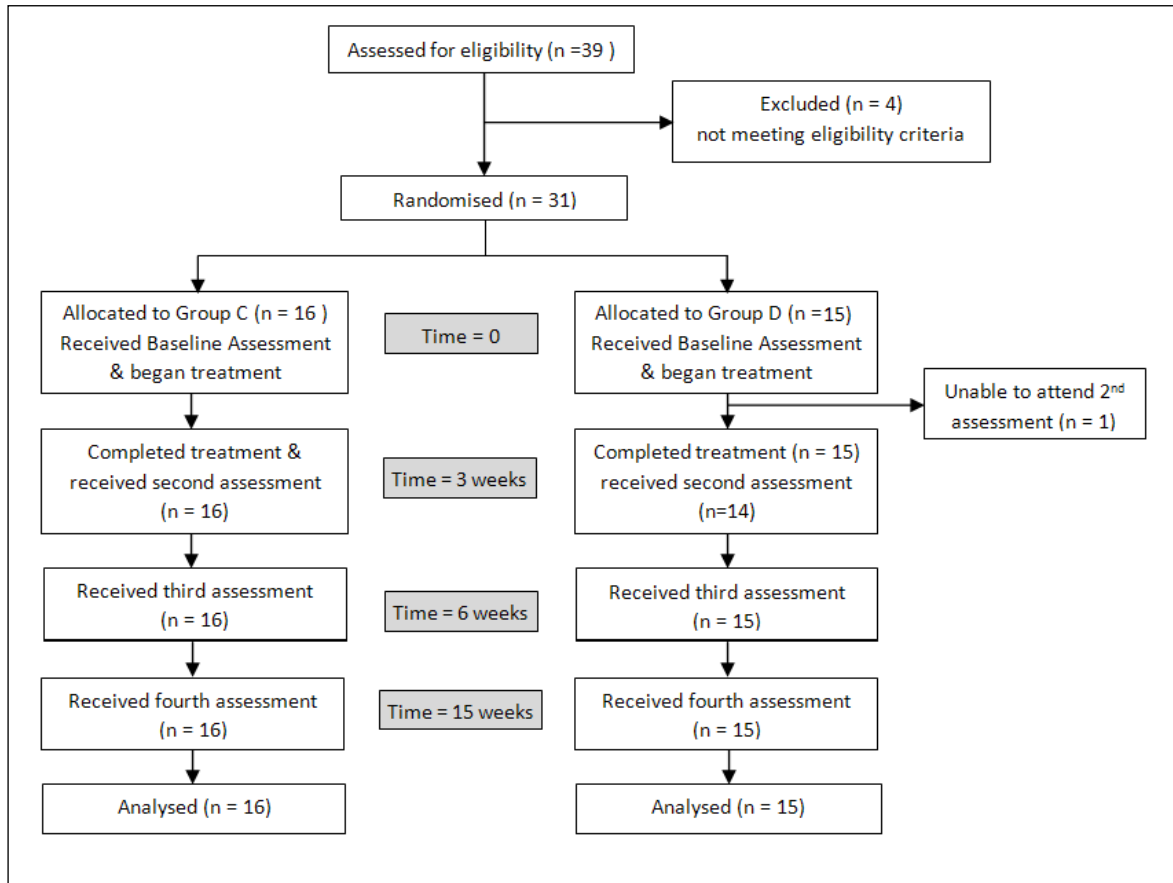 Assessed for eligibility (n =39 )
Excluded (n = 4)
not meeting eligibility criteria
Randomised (n = 31)
Allocated to Group C (n = 16 )
Received Baseline Assessment
& began treatment
Time = 0
Allocated to Group D (n =15)
Received Baseline Assessment
& began treatment
Unable to attend 2nd
assessment (n = 1)
Completed treatment &
received second assessment
(n = 16)
Time = 3 weeks
Completed treatment (n = 15)
received second assessment
(n=14)
Received third assessment
(n = 16)
Time = 6 weeks
Received third assessment
(n = 15)
Received fourth assessment
(n = 16)
Time = 15 weeks
Received fourth assessment
(n = 15)
Analysed (n = 16)
Analysed (n = 15)